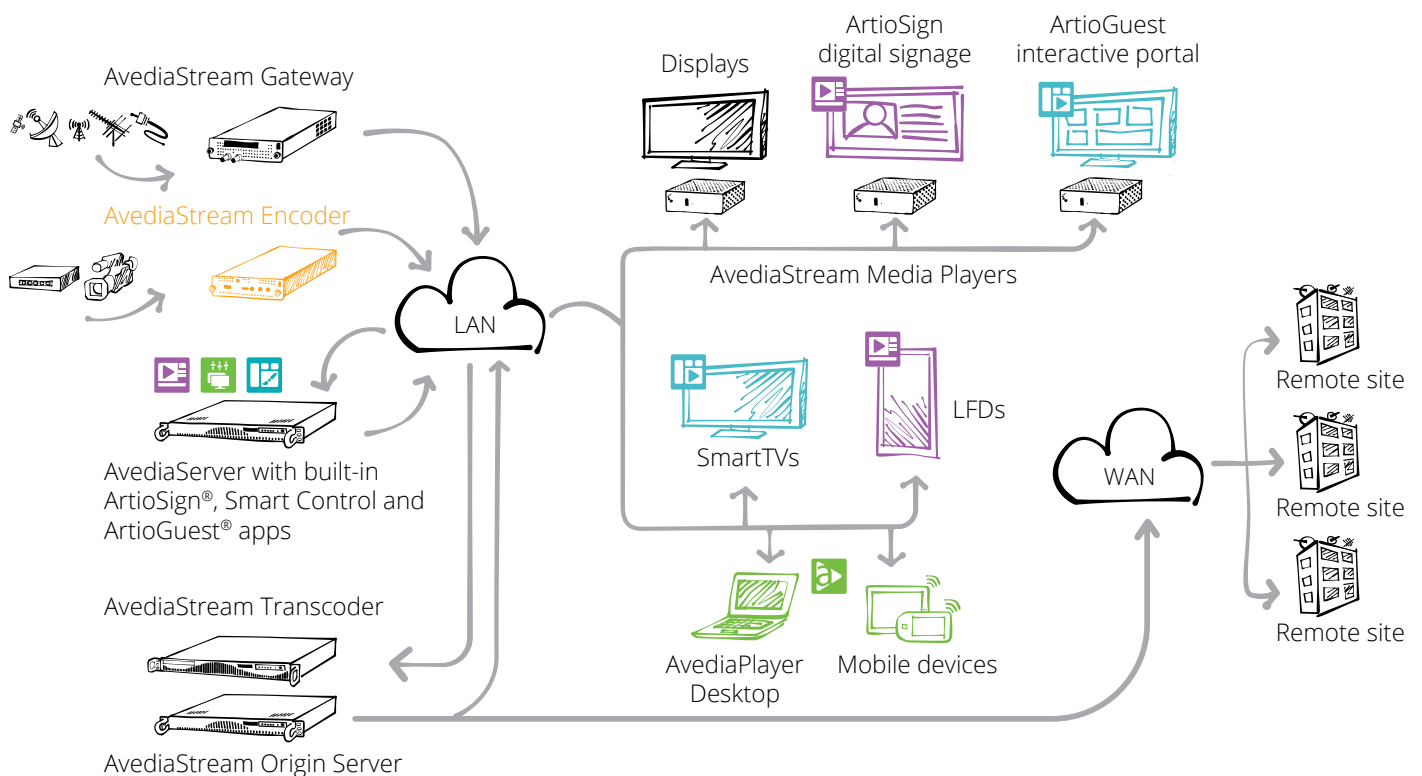 AvediaStream Gateway
AvediaStream Encoder
AvediaServer with built-in
ArtioSign®, Smart Control and
ArtioGuest® apps
AvediaStream Transcoder
AvediaStream Origin Server
LAN
Displays
ArtioSign
digital signage
ArtioGuest
interactive portal
AvediaStream Media Players
SmartTVs
LFDs
a
AvediaPlayer
Desktop
Mobile devices
WAN
Remote site
Remote site
Remote site